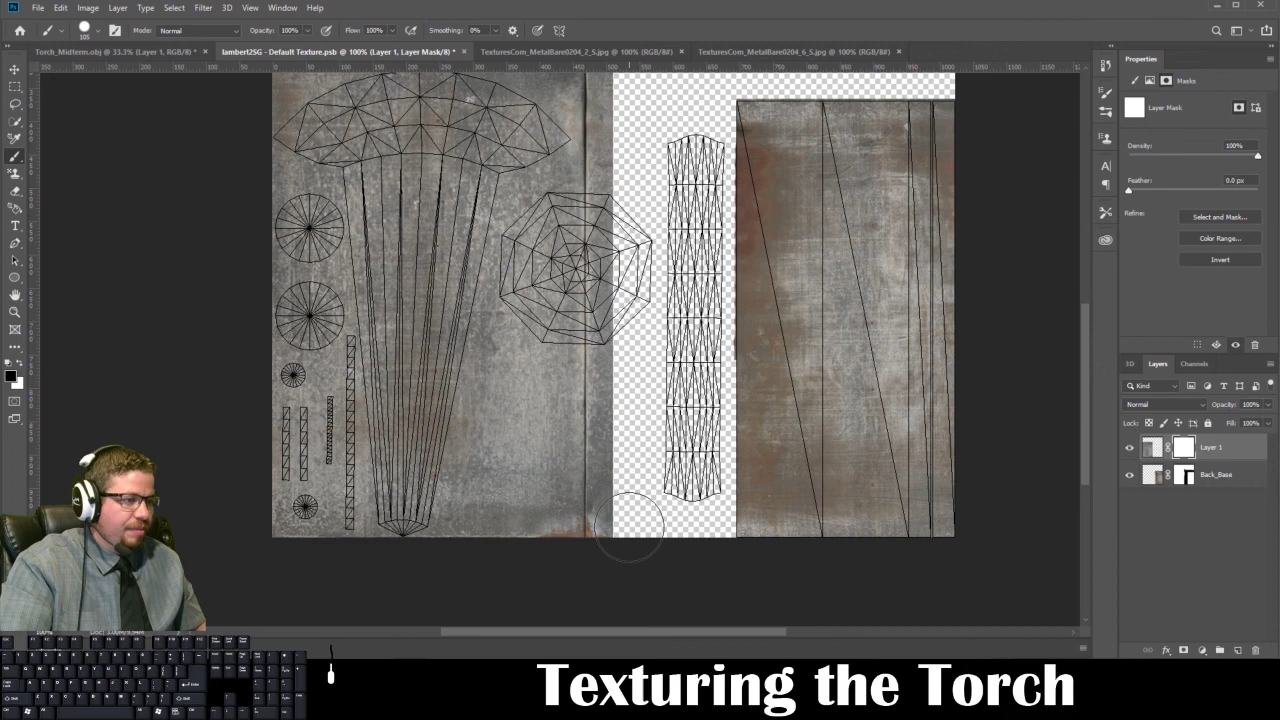 Ps File Edit Image Layer Type Select Filter 3D View Window Help
105 Mode: Normal Opacity: 100% Flow: 100% Smoothing: 0%
Torch_Midterm.obj @ 33.3% (Layer 1, RGB/8) * × lambert2SG - Default Texture.psb @ 100% (Layer 1, Layer Mask/8) * × TexturesCom_MetalBare0204_2_S.jpg @ 100% (RGB/8#) × TexturesCom_MetalBare0204_6_S.jpg @ 100% (RGB/8#) ×
Properties
Masks
Layer Mask
Density: 100%
Feather: 0.0 px
Refine: Select and Mask...
Color Range...
Invert
3D Layers Channels
Kind
Normal Opacity: 100%
Lock: Fill: 100%
Layer 1
Back_Base
Texturing the Torch